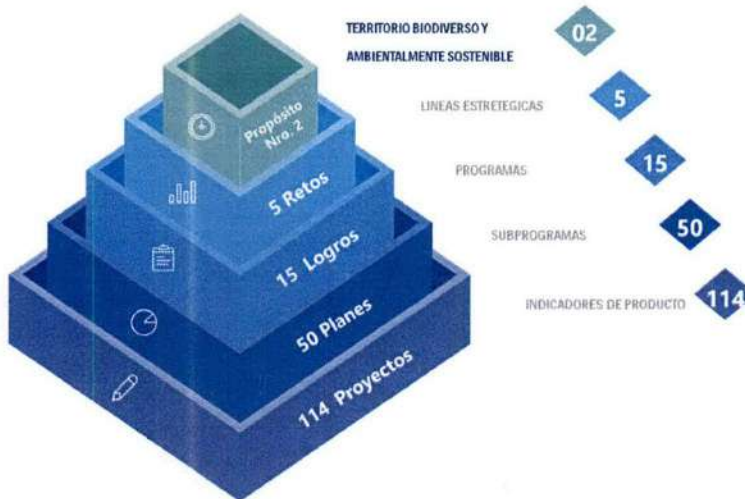 TERRITORIO BIODIVERSO Y
AMBIENTALMENTE SOSTENIBLE
02
LINEAS ESTRETEGICAS
5
PROGRAMAS
15
SUBPROGRAMAS
50
INDICADORES DE PRODUCTO
114
Propósito
Nro. 2
5 Retos
15 Logros
50 Planes
114 Proyectos